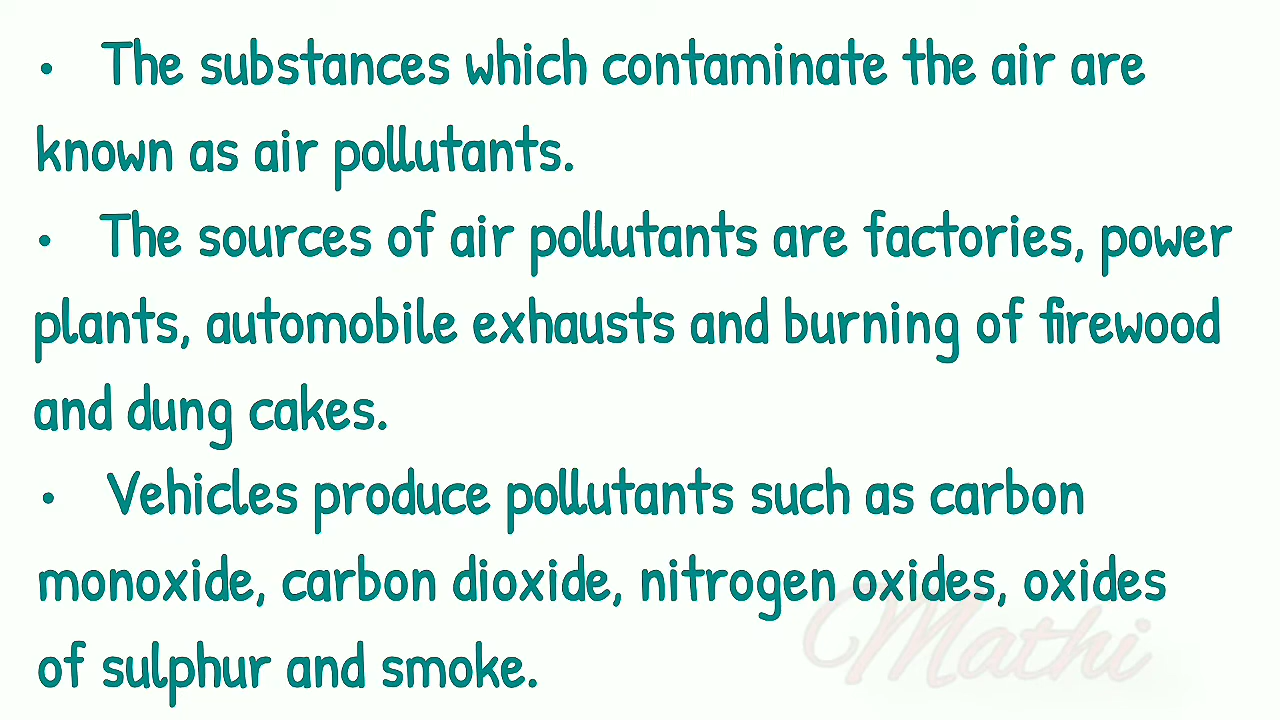 • The substances which contaminate the air are
known as air pollutants.
• The sources of air pollutants are factories, power
plants, automobile exhausts and burning of firewood
and dung cakes.
• Vehicles produce pollutants such as carbon
monoxide, carbon dioxide, nitrogen oxides, oxides
of sulphur and smoke.
Mathi